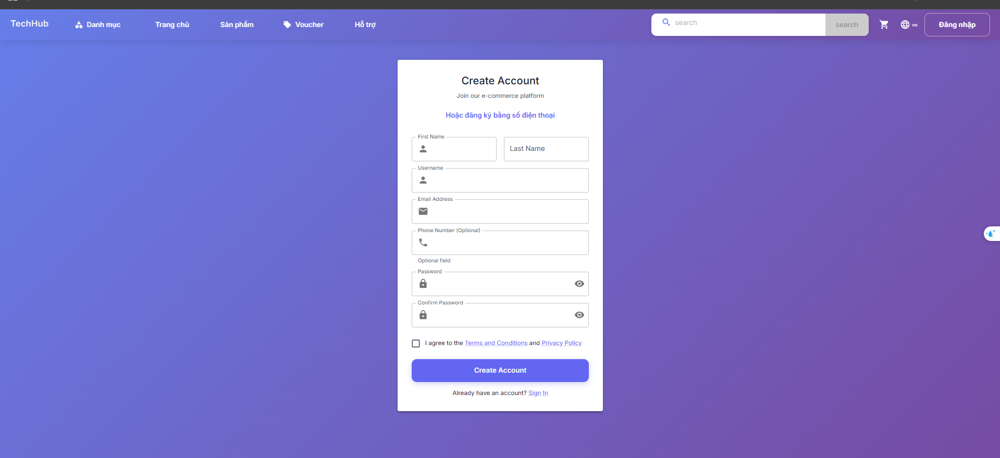 TechHub Danh mục Trang chủ Sản phẩm Voucher Hỗ trợ search search VN Đăng nhập
Create Account
Join our e-commerce platform
Hoặc đăng ký bằng số điện thoại
First Name
Last Name
Username
Email Address
Phone Number (Optional)
Optional field
Password
Confirm Password
I agree to the Terms and Conditions and Privacy Policy
Create Account
Already have an account? Sign In